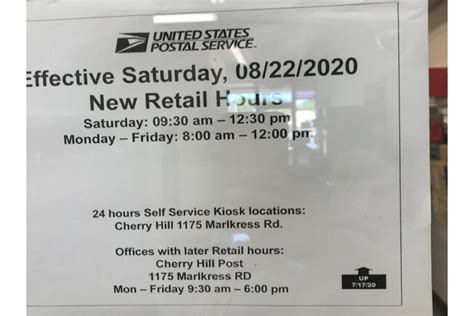 UNITED STATES
POSTAL SERVICE
Effective Saturday, 08/22/2020
New Retail Hours
Saturday: 09:30 am – 12:30 pm
Monday – Friday: 8:00 am – 12:00 pm
24 hours Self Service Kiosk locations:
Cherry Hill 1175 Marlkress Rd.
Offices with later Retail hours:
Cherry Hill Post
1175 Marlkress RD
Mon – Friday 9:30 am – 6:00 pm
UP
7/17/20